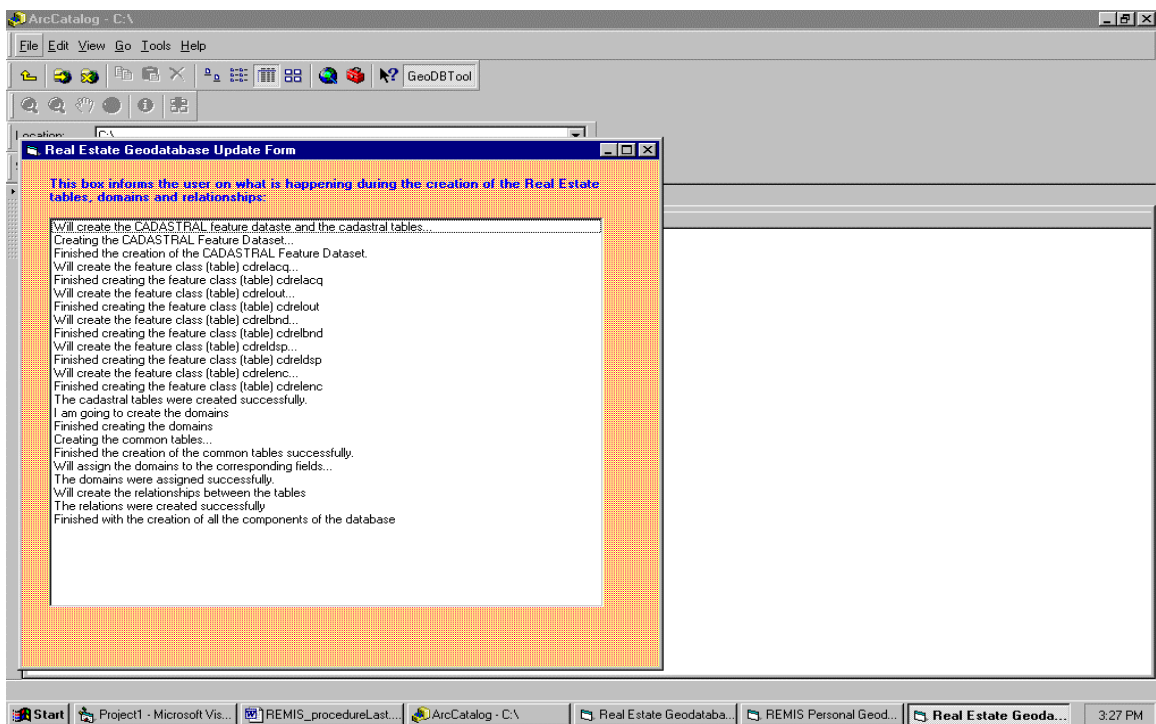 ArcCatalog - C:\
File Edit View Go Tools Help
GeoDBTool
Location: C:\
Real Estate Geodatabase Update Form
This box informs the user on what is happening during the creation of the Real Estate
tables, domains and relationships:
Will create the CADASTRAL feature dataste and the cadastral tables...
Creating the CADASTRAL Feature Dataset...
Finished the creation of the CADASTRAL Feature Dataset.
Will create the feature class (table) cdrelacq...
Finished creating the feature class (table) cdrelacq
Will create the feature class (table) cdrelout...
Finished creating the feature class (table) cdrelout
Will create the feature class (table) cdrelbnd...
Finished creating the feature class (table) cdrelbnd
Will create the feature class (table) cdreldsp...
Finished creating the feature class (table) cdreldsp
Will create the feature class (table) cdrelenc...
Finished creating the feature class (table) cdrelenc
The cadastral tables were created successfully.
I am going to create the domains
Finished creating the domains
Creating the common tables...
Finished the creation of the common tables successfully.
Will assign the domains to the corresponding fields...
The domains were assigned successfully.
Will create the relationships between the tables
The relations were created successfully
Finished with the creation of all the components of the database
Start Project1 - Microsoft Vis... REMIS_procedureLast.... ArcCatalog - C:\ Real Estate Geodataba... REMIS Personal Geod... Real Estate Geoda... 3:27 PM